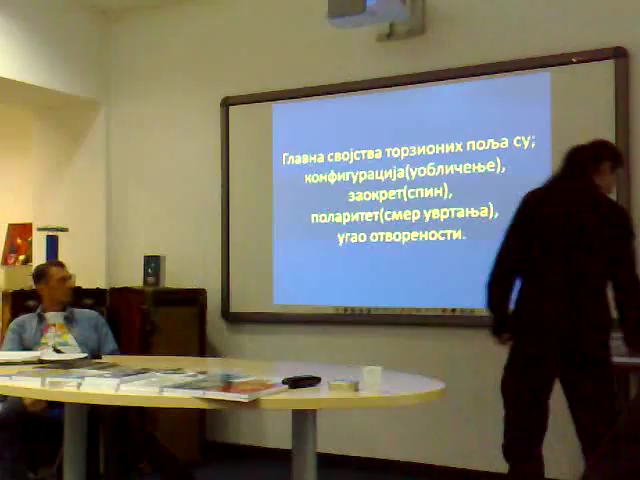 Главна својства торзионих поља су;
конфигурација(уобличење),
заокрет(спин),
поларитет(смер увртања),
угао отворености.